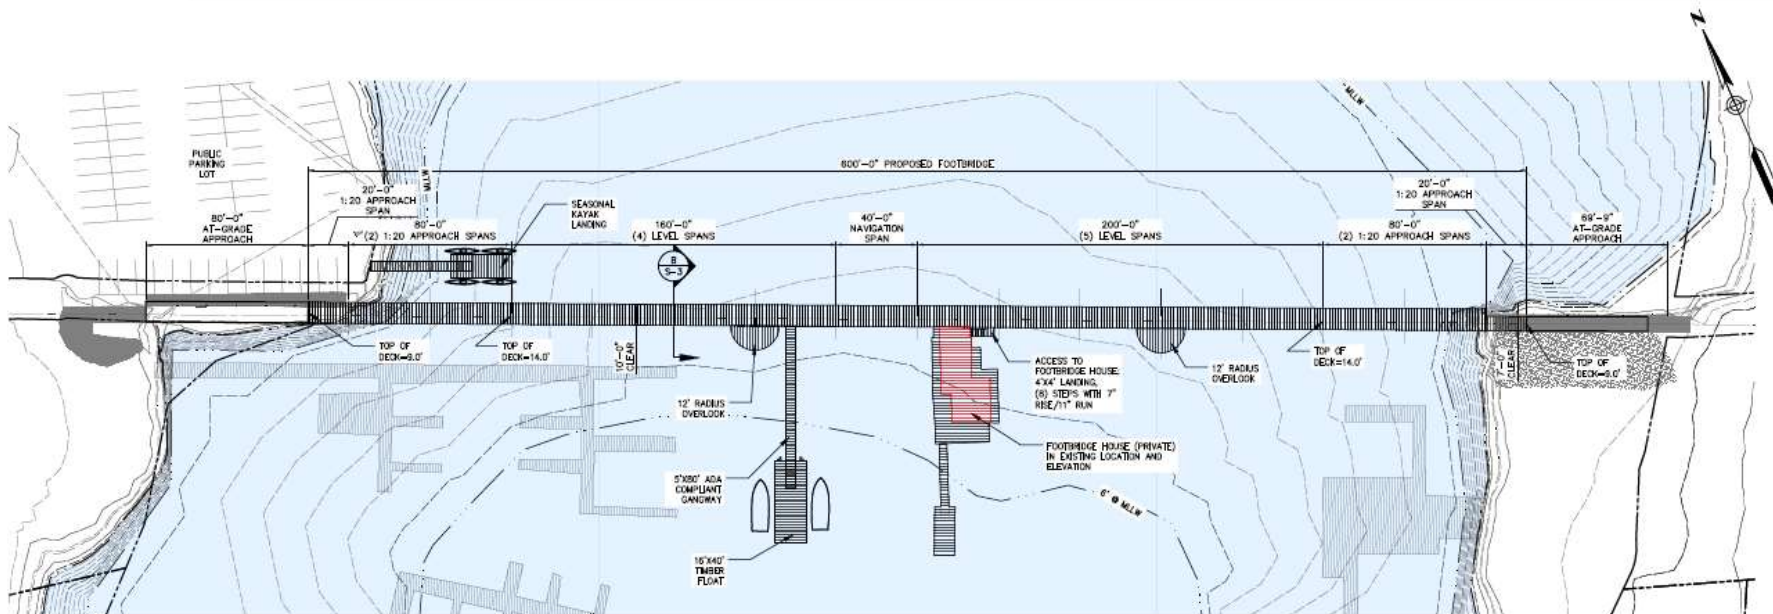 N
MLLW
600'-0" PROPOSED FOOTBRIDGE
PUBLIC
PARKING
LOT
MLLW
20'-0"
1:20 APPROACH
SPAN
20'-0"
1:20 APPROACH
SPAN
SEASONAL
KAYAK
LANDING
80'-0"
AT-GRADE
APPROACH
80'-0"
(2) 1:20 APPROACH SPANS
160'-0"
(4) LEVEL SPANS
40'-0"
NAVIGATION
SPAN
200'-0"
(5) LEVEL SPANS
80'-0"
(2) 1:20 APPROACH SPANS
69'-9"
AT-GRADE
APPROACH
B
S-3
TOP OF
DECK=9.0'
TOP OF
DECK=14.0'
10'-0"
CLEAR
12' RADIUS
OVERLOOK
ACCESS TO
FOOTBRIDGE HOUSE:
4'X4' LANDING,
(8) STEPS WITH 7"
RISE/11" RUN
12' RADIUS
OVERLOOK
TOP OF
DECK=14.0'
7'-0"
CLEAR
TOP OF
DECK=9.0'
FOOTBRIDGE HOUSE (PRIVATE)
IN EXISTING LOCATION AND
ELEVATION
5'X80' ADA
COMPLIANT
GANGWAY
6' @ MLLW
16'X40'
TIMBER
FLOAT